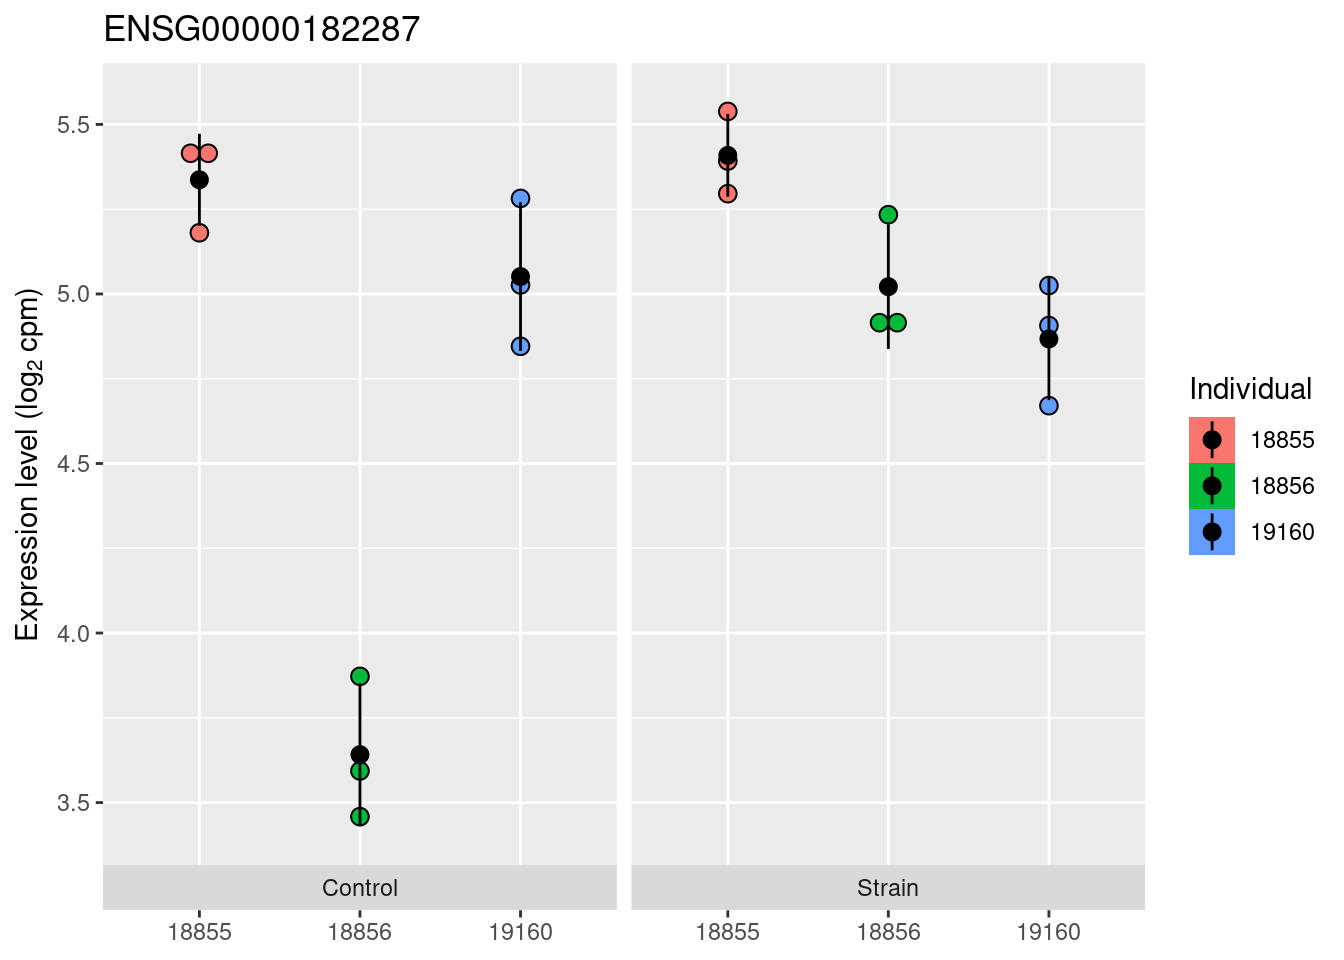 ENSG00000182287
Expression level (log₂ cpm)
5.5
5.0
4.5
4.0
3.5
Control
Strain
18855
18856
19160
18855
18856
19160
Individual
18855
18856
19160